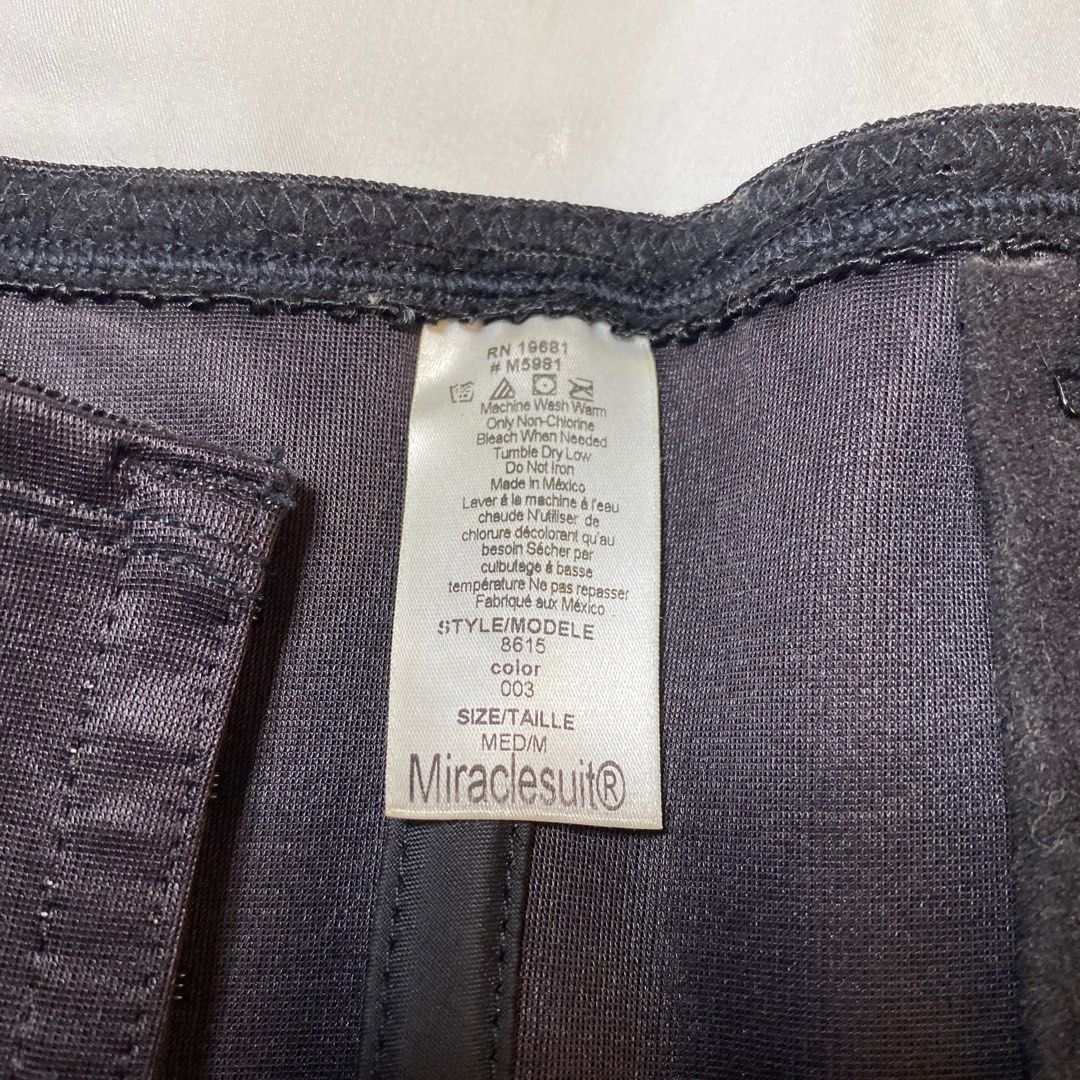 RN 19681
# M5981
Machine Wash Warm
Only Non-Chlorine
Bleach When Needed
Tumble Dry Low
Do Not Iron
Made in México
Laver á la machine á l'eau
chaude N'utiliser de
chlorure décolorant qu'au
besoin Sécher par
culbutage á basse
température Ne pas repasser
Fabriqué aux México
STYLE/MODELE
8615
color
003
SIZE/TAILLE
MED/M
Miraclesuit®